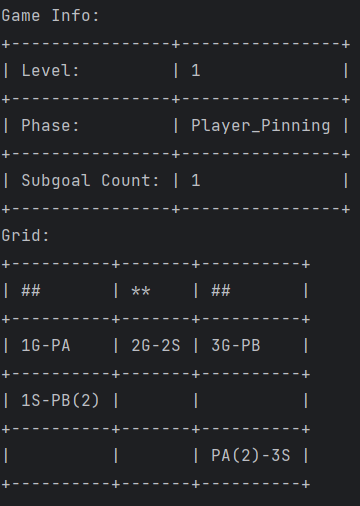 Game Info:
+----------------+----------------+
| Level:         | 1              |
+----------------+----------------+
| Phase:         | Player_Pinning |
+----------------+----------------+
| Subgoal Count: | 1              |
+----------------+----------------+
Grid:
+----------+-------+----------+
| ##       | **    | ##       |
+----------+-------+----------+
| 1G-PA    | 2G-2S | 3G-PB    |
+----------+-------+----------+
| 1S-PB(2) |       |          |
+----------+-------+----------+
|          |       | PA(2)-3S |
+----------+-------+----------+